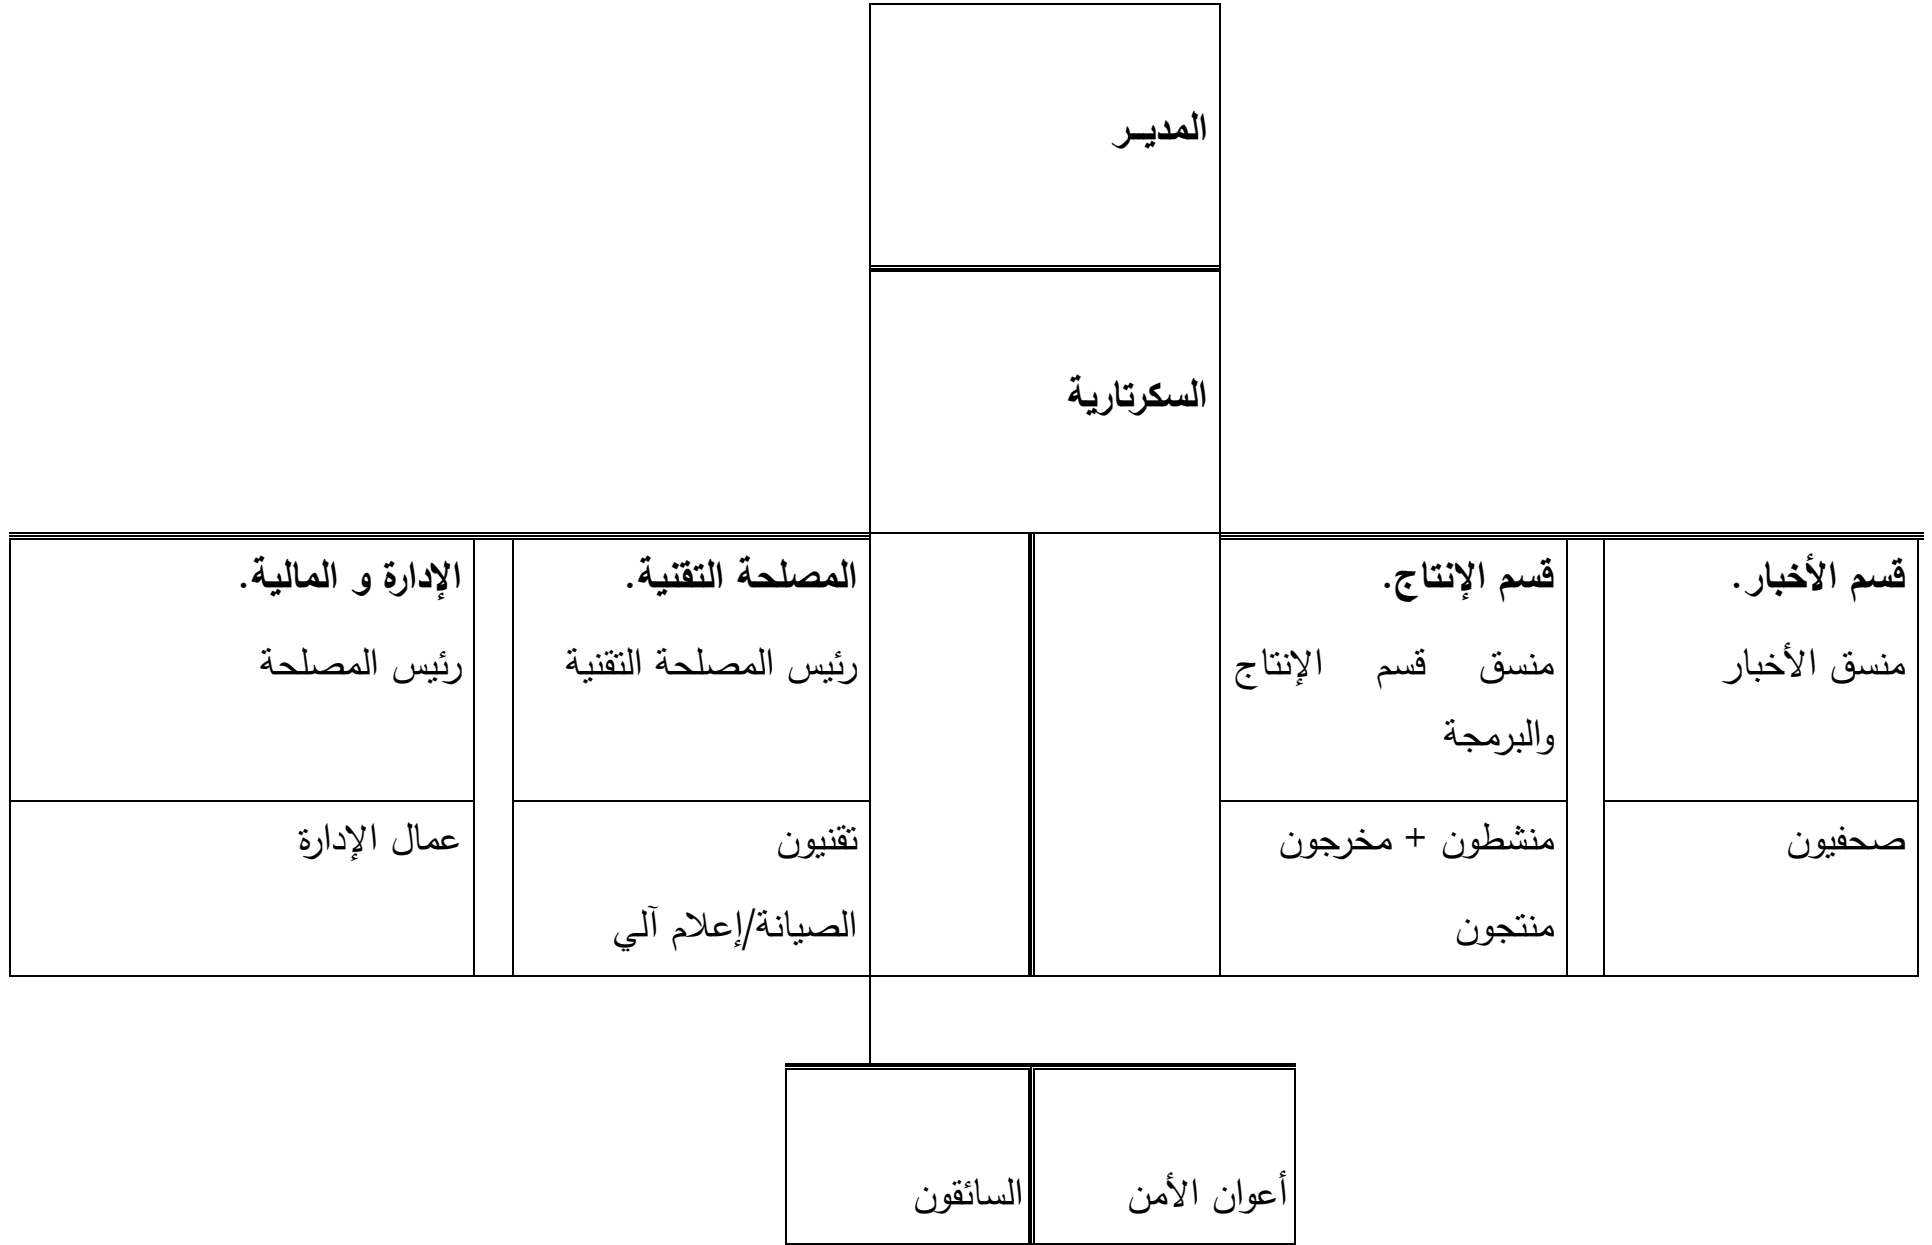 المديــر
السكرتارية
قسم الأخبار.
منسق الأخبار
قسم الإنتاج.
منسق قسم الإنتاج
والبرمجة
المصلحة التقنية.
رئيس المصلحة التقنية
الإدارة و المالية.
رئيس المصلحة
صحفيون
منشطون + مخرجون
منتجون
تقنيون
الصيانة/إعلام آلي
عمال الإدارة
أعوان الأمن
السائقون